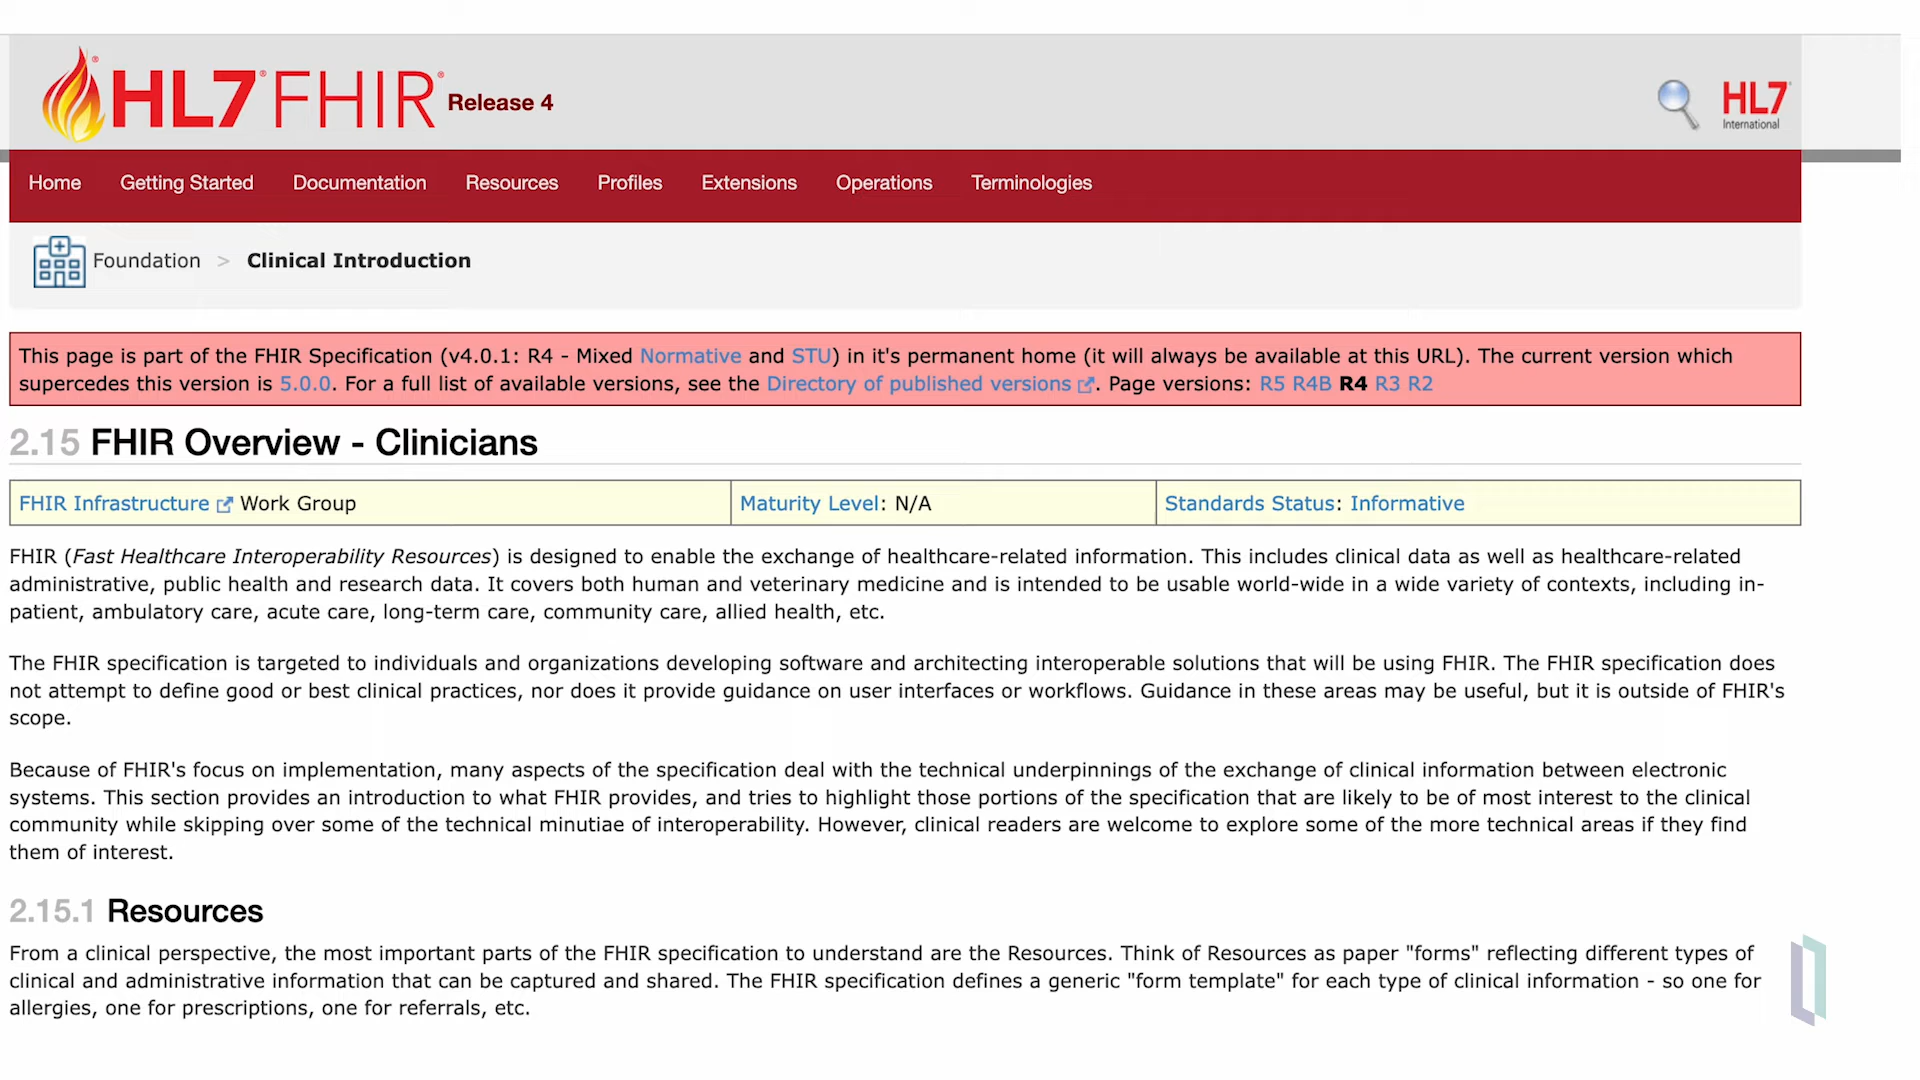 HL7® FHIR® Release 4
HL7 International
Home Getting Started Documentation Resources Profiles Extensions Operations Terminologies
Foundation > Clinical Introduction
This page is part of the FHIR Specification (v4.0.1: R4 - Mixed Normative and STU) in it's permanent home (it will always be available at this URL). The current version which
supercedes this version is 5.0.0. For a full list of available versions, see the Directory of published versions. Page versions: R5 R4B R4 R3 R2
2.15 FHIR Overview - Clinicians
FHIR Infrastructure Work Group Maturity Level: N/A Standards Status: Informative
FHIR (Fast Healthcare Interoperability Resources) is designed to enable the exchange of healthcare-related information. This includes clinical data as well as healthcare-related
administrative, public health and research data. It covers both human and veterinary medicine and is intended to be usable world-wide in a wide variety of contexts, including in-
patient, ambulatory care, acute care, long-term care, community care, allied health, etc.
The FHIR specification is targeted to individuals and organizations developing software and architecting interoperable solutions that will be using FHIR. The FHIR specification does
not attempt to define good or best clinical practices, nor does it provide guidance on user interfaces or workflows. Guidance in these areas may be useful, but it is outside of FHIR's
scope.
Because of FHIR's focus on implementation, many aspects of the specification deal with the technical underpinnings of the exchange of clinical information between electronic
systems. This section provides an introduction to what FHIR provides, and tries to highlight those portions of the specification that are likely to be of most interest to the clinical
community while skipping over some of the technical minutiae of interoperability. However, clinical readers are welcome to explore some of the more technical areas if they find
them of interest.
2.15.1 Resources
From a clinical perspective, the most important parts of the FHIR specification to understand are the Resources. Think of Resources as paper "forms" reflecting different types of
clinical and administrative information that can be captured and shared. The FHIR specification defines a generic "form template" for each type of clinical information - so one for
allergies, one for prescriptions, one for referrals, etc.